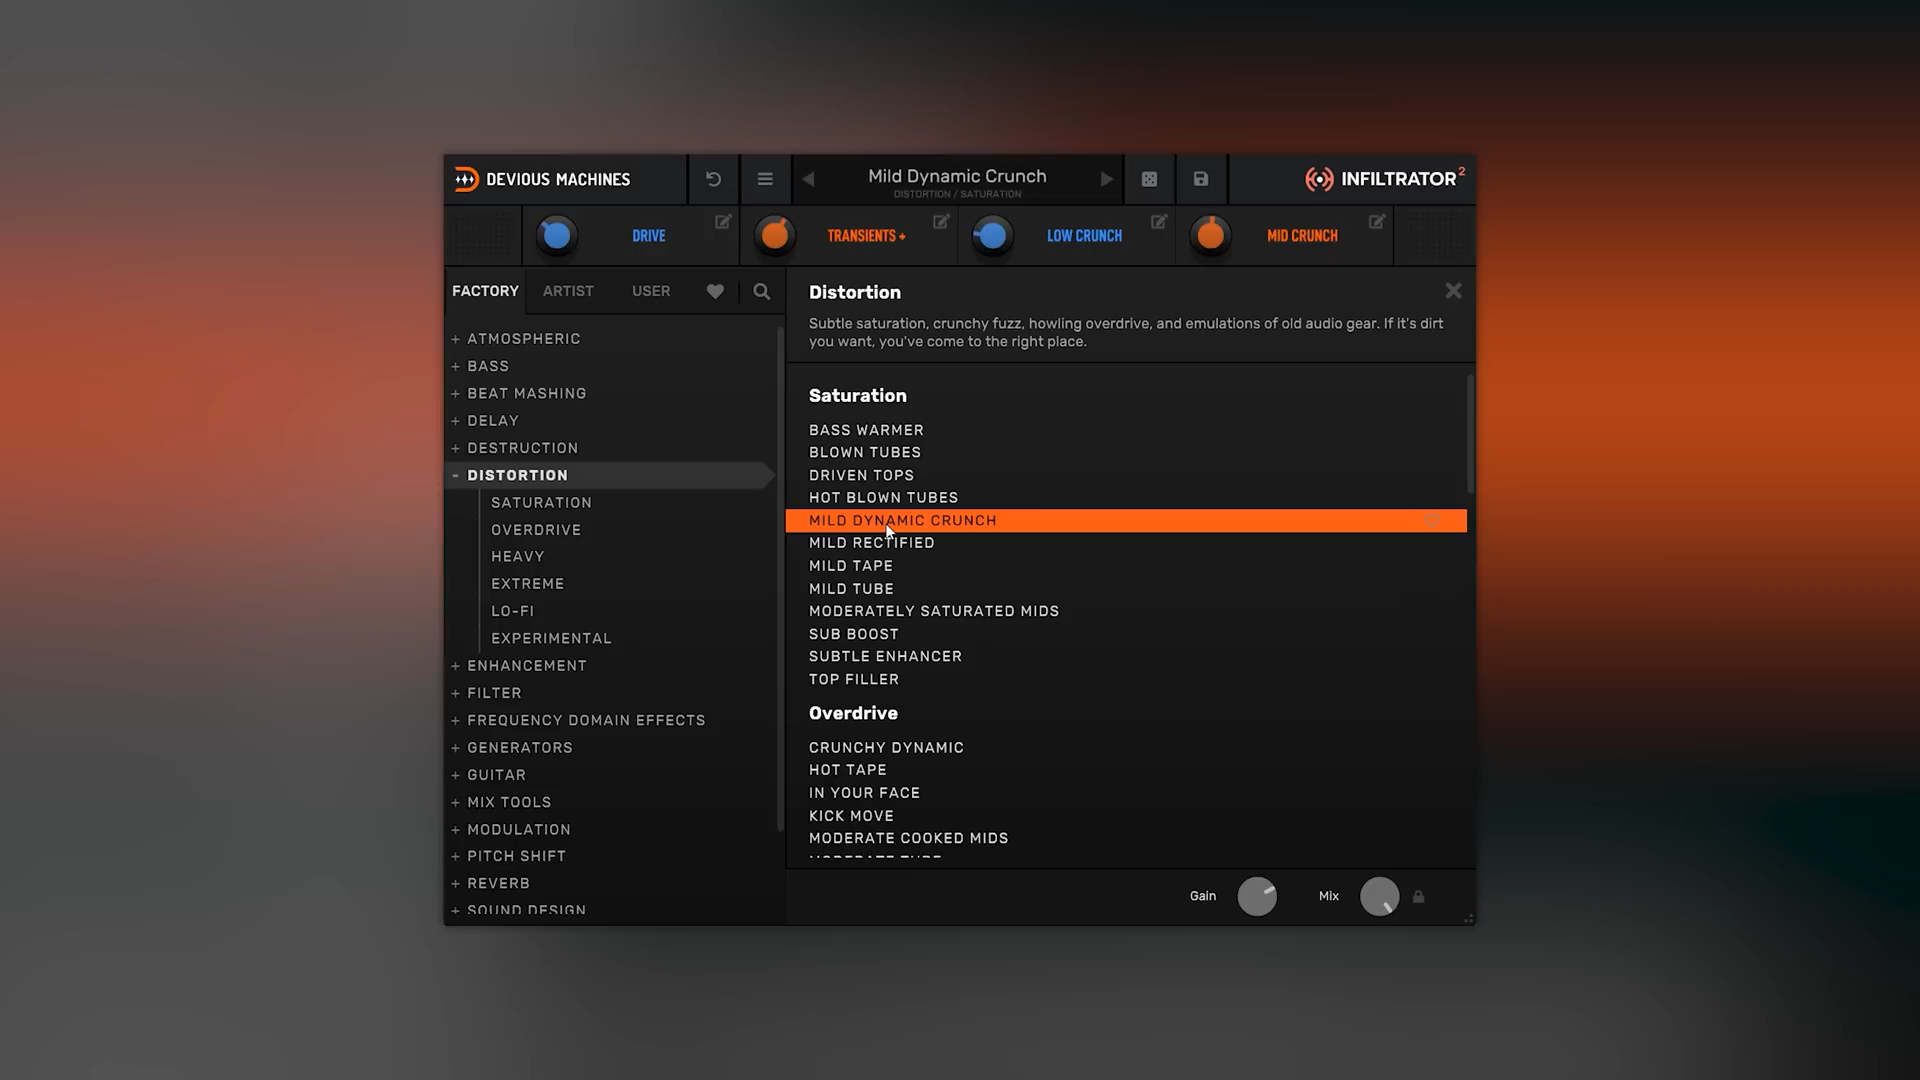 DEVIOUS MACHINES
Mild Dynamic Crunch
DISTORTION / SATURATION
INFILTRATOR 2
DRIVE
TRANSIENTS +
LOW CRUNCH
MID CRUNCH
FACTORY
ARTIST
USER
+ ATMOSPHERIC
+ BASS
+ BEAT MASHING
+ DELAY
+ DESTRUCTION
- DISTORTION
SATURATION
OVERDRIVE
HEAVY
EXTREME
LO-FI
EXPERIMENTAL
+ ENHANCEMENT
+ FILTER
+ FREQUENCY DOMAIN EFFECTS
+ GENERATORS
+ GUITAR
+ MIX TOOLS
+ MODULATION
+ PITCH SHIFT
+ REVERB
+ SOUND DESIGN
Distortion
Subtle saturation, crunchy fuzz, howling overdrive, and emulations of old audio gear. If it's dirt
you want, you've come to the right place.
Saturation
BASS WARMER
BLOWN TUBES
DRIVEN TOPS
HOT BLOWN TUBES
MILD DYNAMIC CRUNCH
MILD RECTIFIED
MILD TAPE
MILD TUBE
MODERATELY SATURATED MIDS
SUB BOOST
SUBTLE ENHANCER
TOP FILLER
Overdrive
CRUNCHY DYNAMIC
HOT TAPE
IN YOUR FACE
KICK MOVE
MODERATE COOKED MIDS
MODERATE TUBE
Gain
Mix